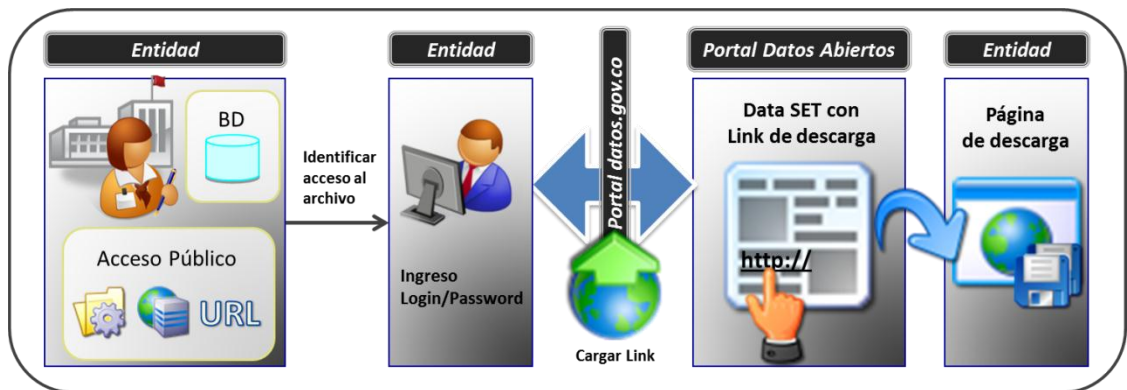 Entidad
BD
Acceso Público
URL
Identificar
acceso al
archivo
Entidad
Ingreso
Login/Password
Portal datos.gov.co
Cargar Link
Portal Datos Abiertos
Data SET con
Link de descarga
http://
Entidad
Página
de descarga